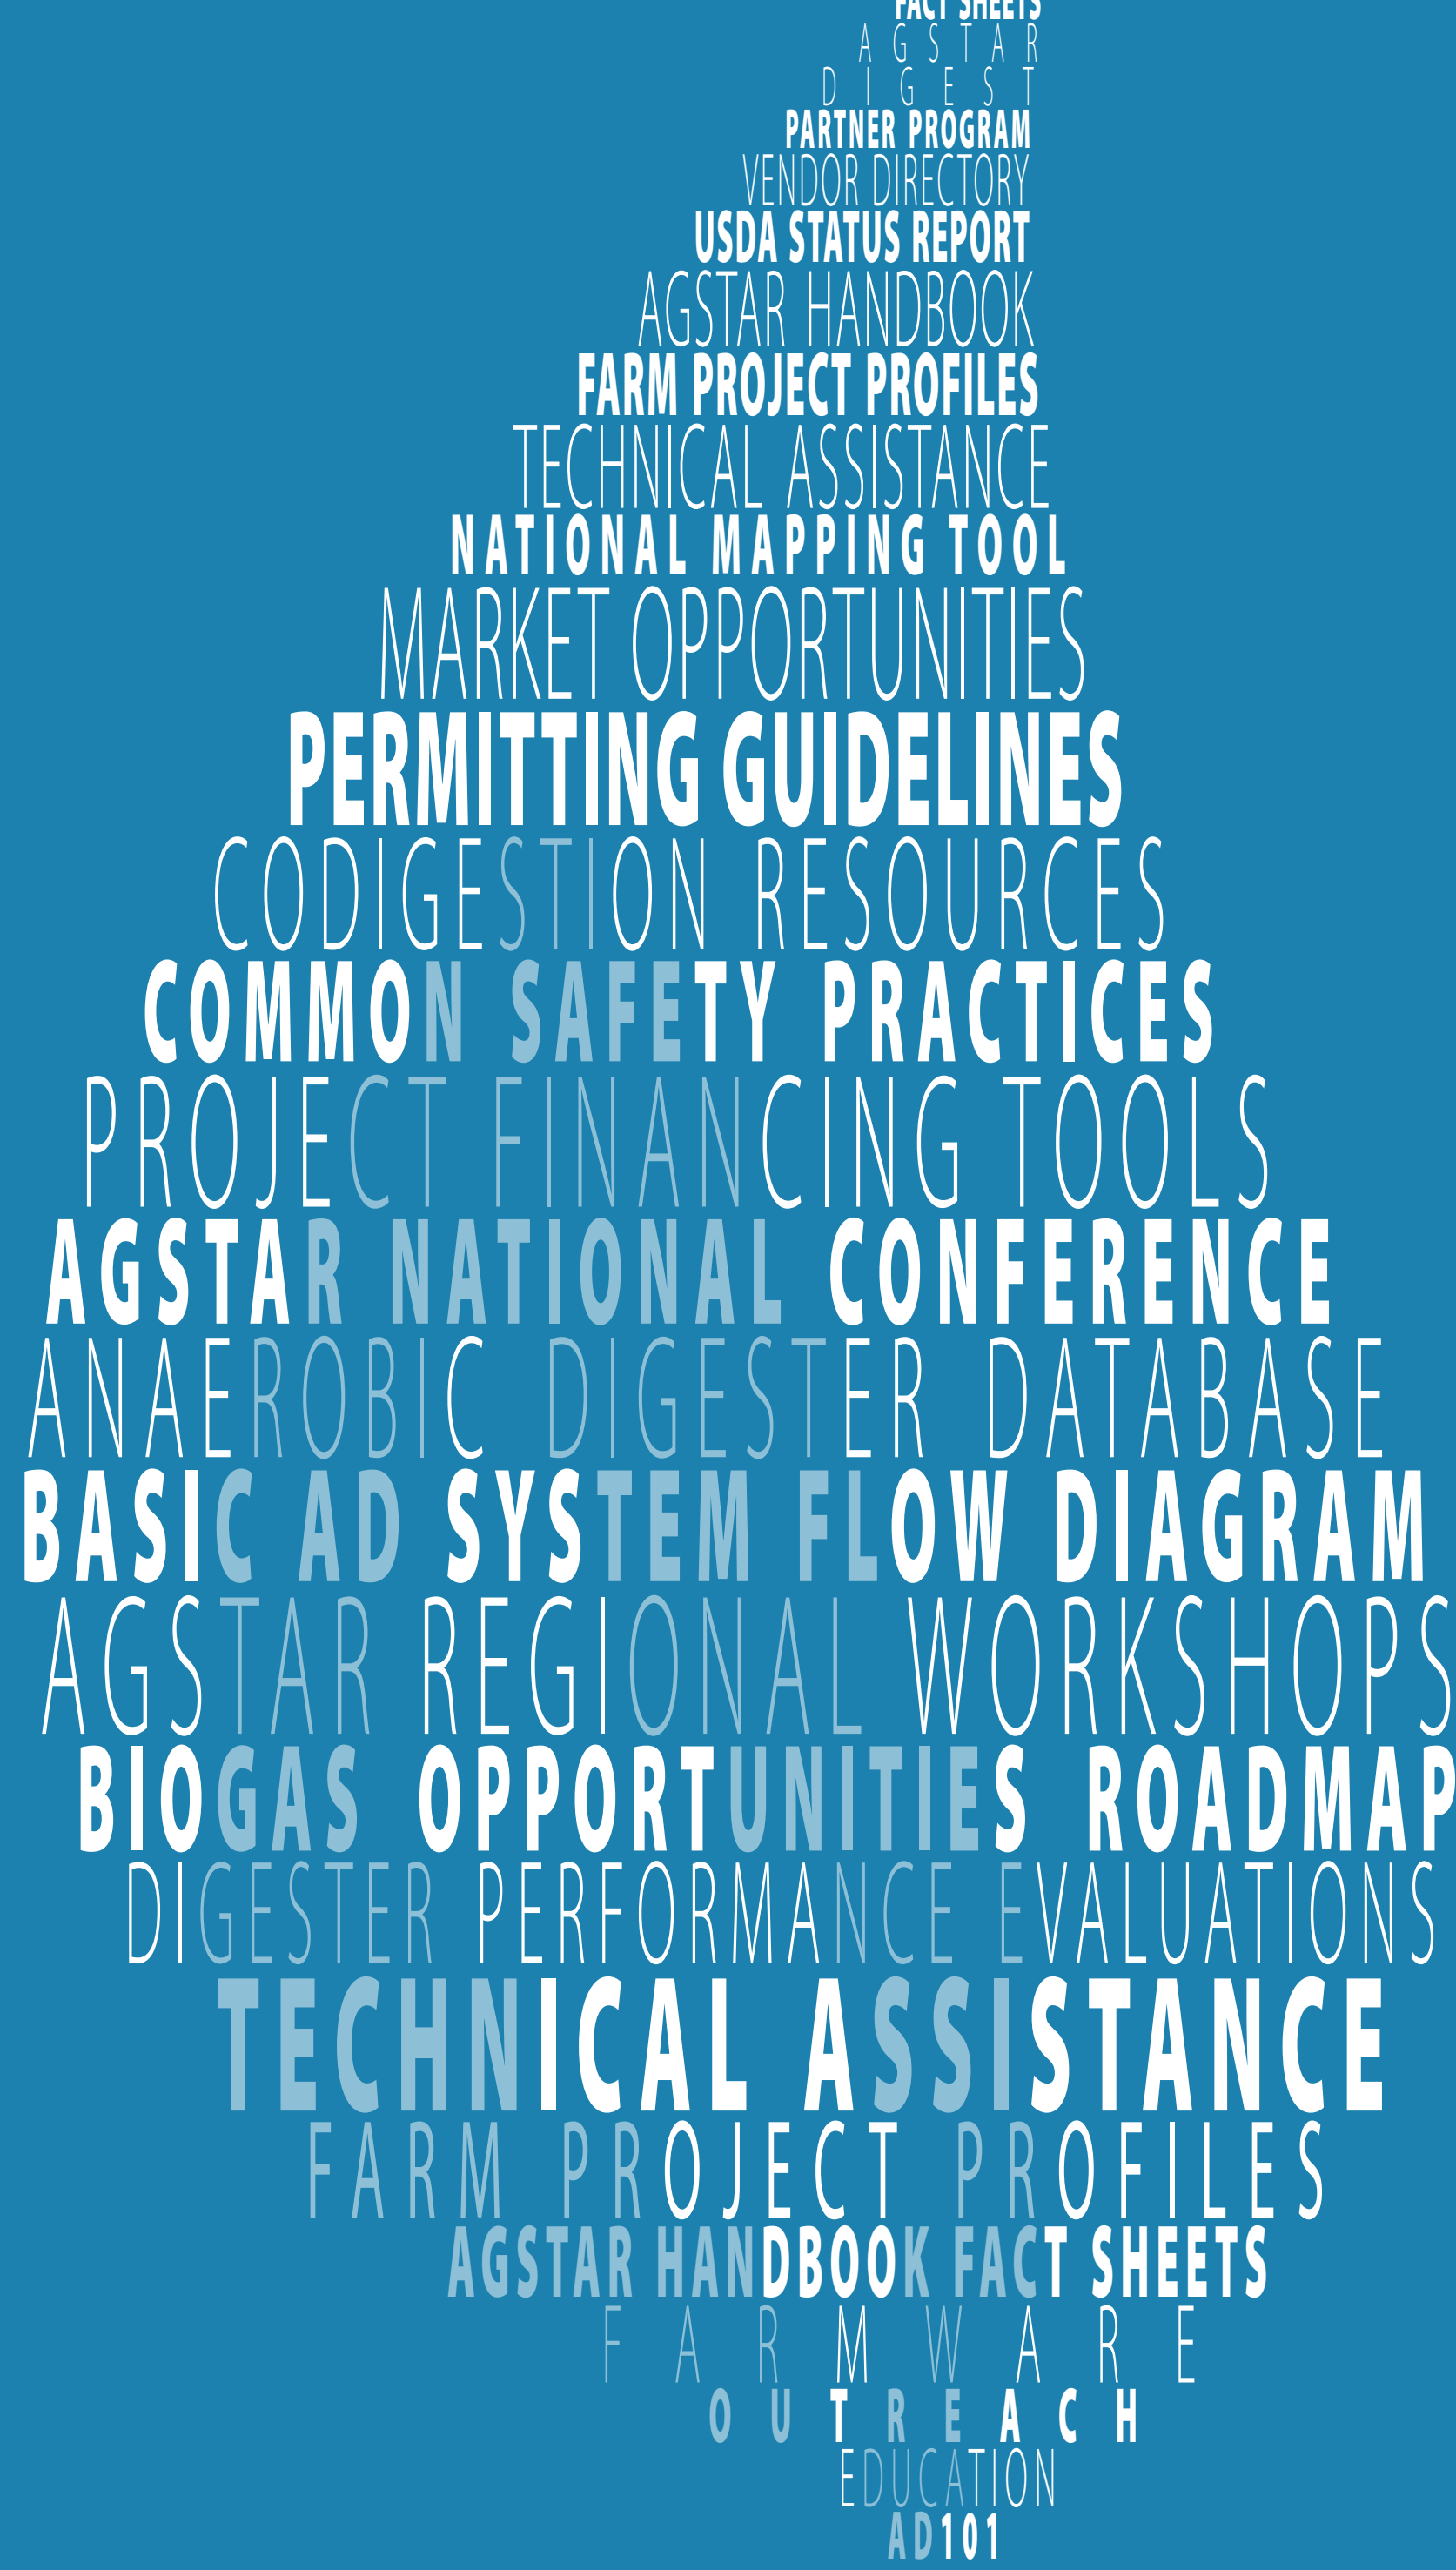 FACT SHEETS
AGSTAR
DIGEST
PARTNER PROGRAM
VENDOR DIRECTORY
USDA STATUS REPORT
AGSTAR HANDBOOK
FARM PROJECT PROFILES
TECHNICAL ASSISTANCE
NATIONAL MAPPING TOOL
MARKET OPPORTUNITIES
PERMITTING GUIDELINES
CODIGESTION RESOURCES
COMMON SAFETY PRACTICES
PROJECT FINANCING TOOLS
AGSTAR NATIONAL CONFERENCE
ANAEROBIC DIGESTER DATABASE
BASIC AD SYSTEM FLOW DIAGRAM
AGSTAR REGIONAL WORKSHOPS
BIOGAS OPPORTUNITIES ROADMAP
DIGESTER PERFORMANCE EVALUATIONS
TECHNICAL ASSISTANCE
FARM PROJECT PROFILES
AGSTAR HANDBOOK FACT SHEETS
FARMWARE
OUTREACH
EDUCATION
AD101